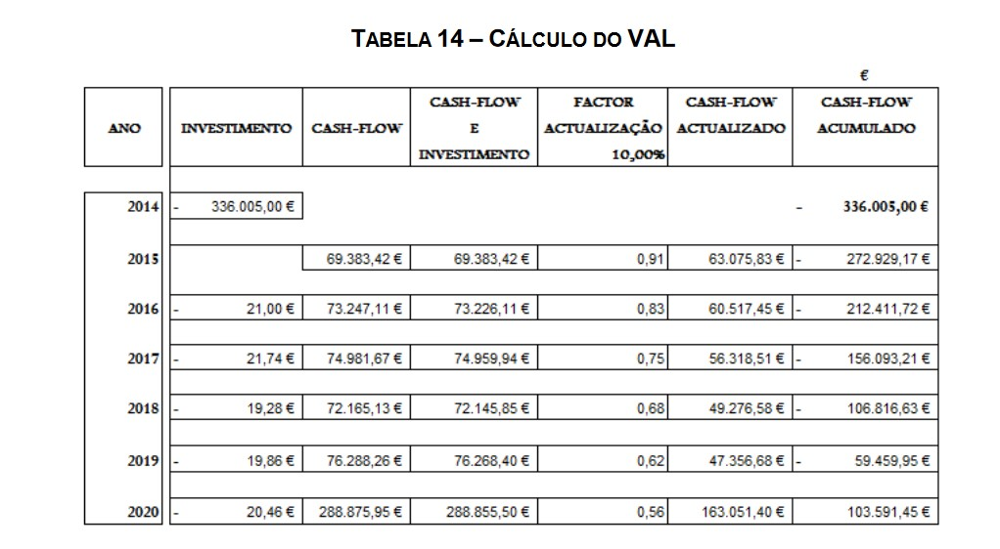 TABELA 14 – CÁLCULO DO VAL
€
ANO INVESTIMENTO CASH-FLOW CASH-FLOW E INVESTIMENTO FACTOR ACTUALIZAÇÃO 10,00% CASH-FLOW ACTUALIZADO CASH-FLOW ACUMULADO
2014 - 336.005,00 € - 336.005,00 €
2015 69.383,42 € 69.383,42 € 0,91 63.075,83 € - 272.929,17 €
2016 - 21,00 € 73.247,11 € 73.226,11 € 0,83 60.517,45 € - 212.411,72 €
2017 - 21,74 € 74.981,67 € 74.959,94 € 0,75 56.318,51 € - 156.093,21 €
2018 - 19,28 € 72.165,13 € 72.145,85 € 0,68 49.276,58 € - 106.816,63 €
2019 - 19,86 € 76.288,26 € 76.268,40 € 0,62 47.356,68 € - 59.459,95 €
2020 - 20,46 € 288.875,95 € 288.855,50 € 0,56 163.051,40 € 103.591,45 €